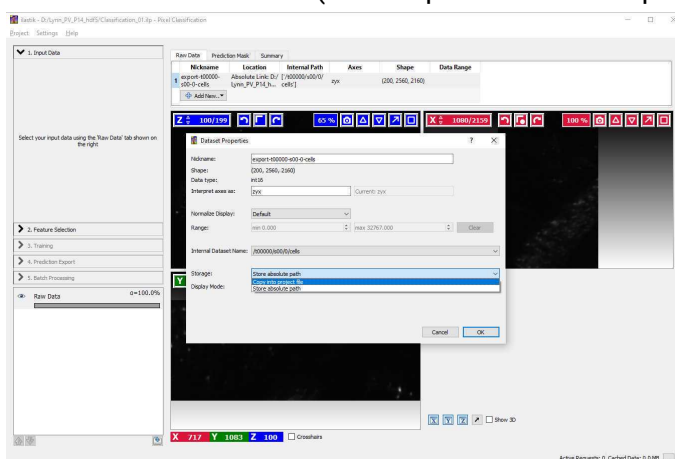 ilastik - D:/Lynn_PV_P14_hdf5/Classification_01.ilp - Pixel Classification
Project Settings Help
1. Input Data
Select your input data using the 'Raw Data' tab shown on
the right
2. Feature Selection
3. Training
4. Prediction Export
5. Batch Processing
Raw Data α=100.0%
Raw Data Prediction Mask Summary
Nickname Location Internal Path Axes Shape Data Range
1 export-t00000-s00-0-cells Absolute Link: D:/Lynn_PV_P14_h... ['/t00000/s00/0/cells'] zyx (200, 2560, 2160)
Add New...
Z 100/199 65 % X 1080/2159 100 %
Dataset Properties ? X
Nickname: export-t00000-s00-0-cells
Shape: (200, 2560, 2160)
Data type: int16
Interpret axes as: zyx Current: zyx
Normalize Display: Default
Range: min 0.000 max 32767.000 Clear
Internal Dataset Name: /t00000/s00/0/cells
Storage: Store absolute path
Copy into project file
Store absolute path
Display Mode:
Cancel OK
Y
X Y Z Show 3D
X 717 Y 1083 Z 100 Crosshairs
Active Requests: 0 Cached Data: 0.0 MB